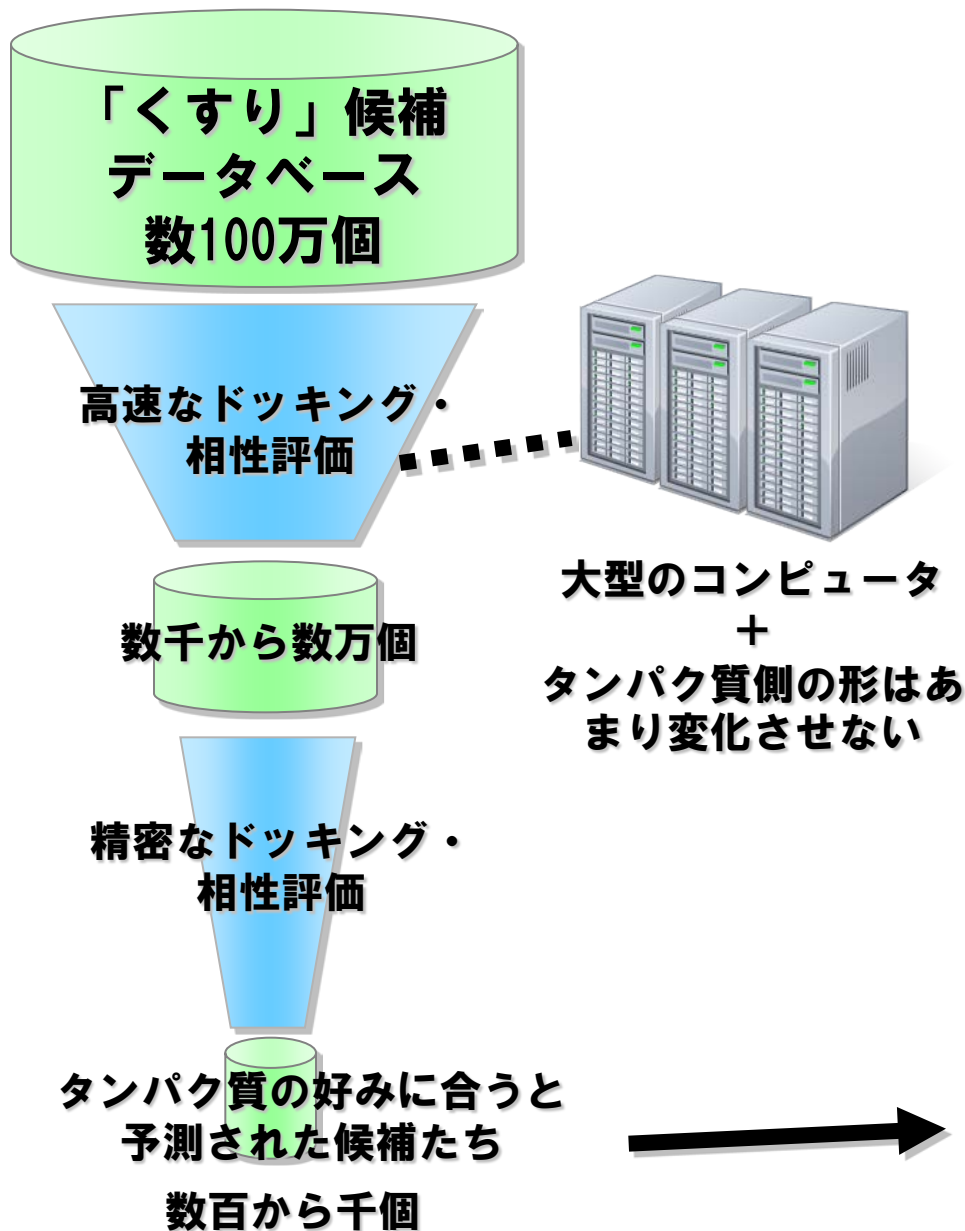 「くすり」候補
データベース
数100万個
高速なドッキング・
相性評価
大型のコンピュータ
＋
タンパク質側の形はあ
まり変化させない
数千から数万個
精密なドッキング・
相性評価
タンパク質の好みに合うと
予測された候補たち
数百から千個